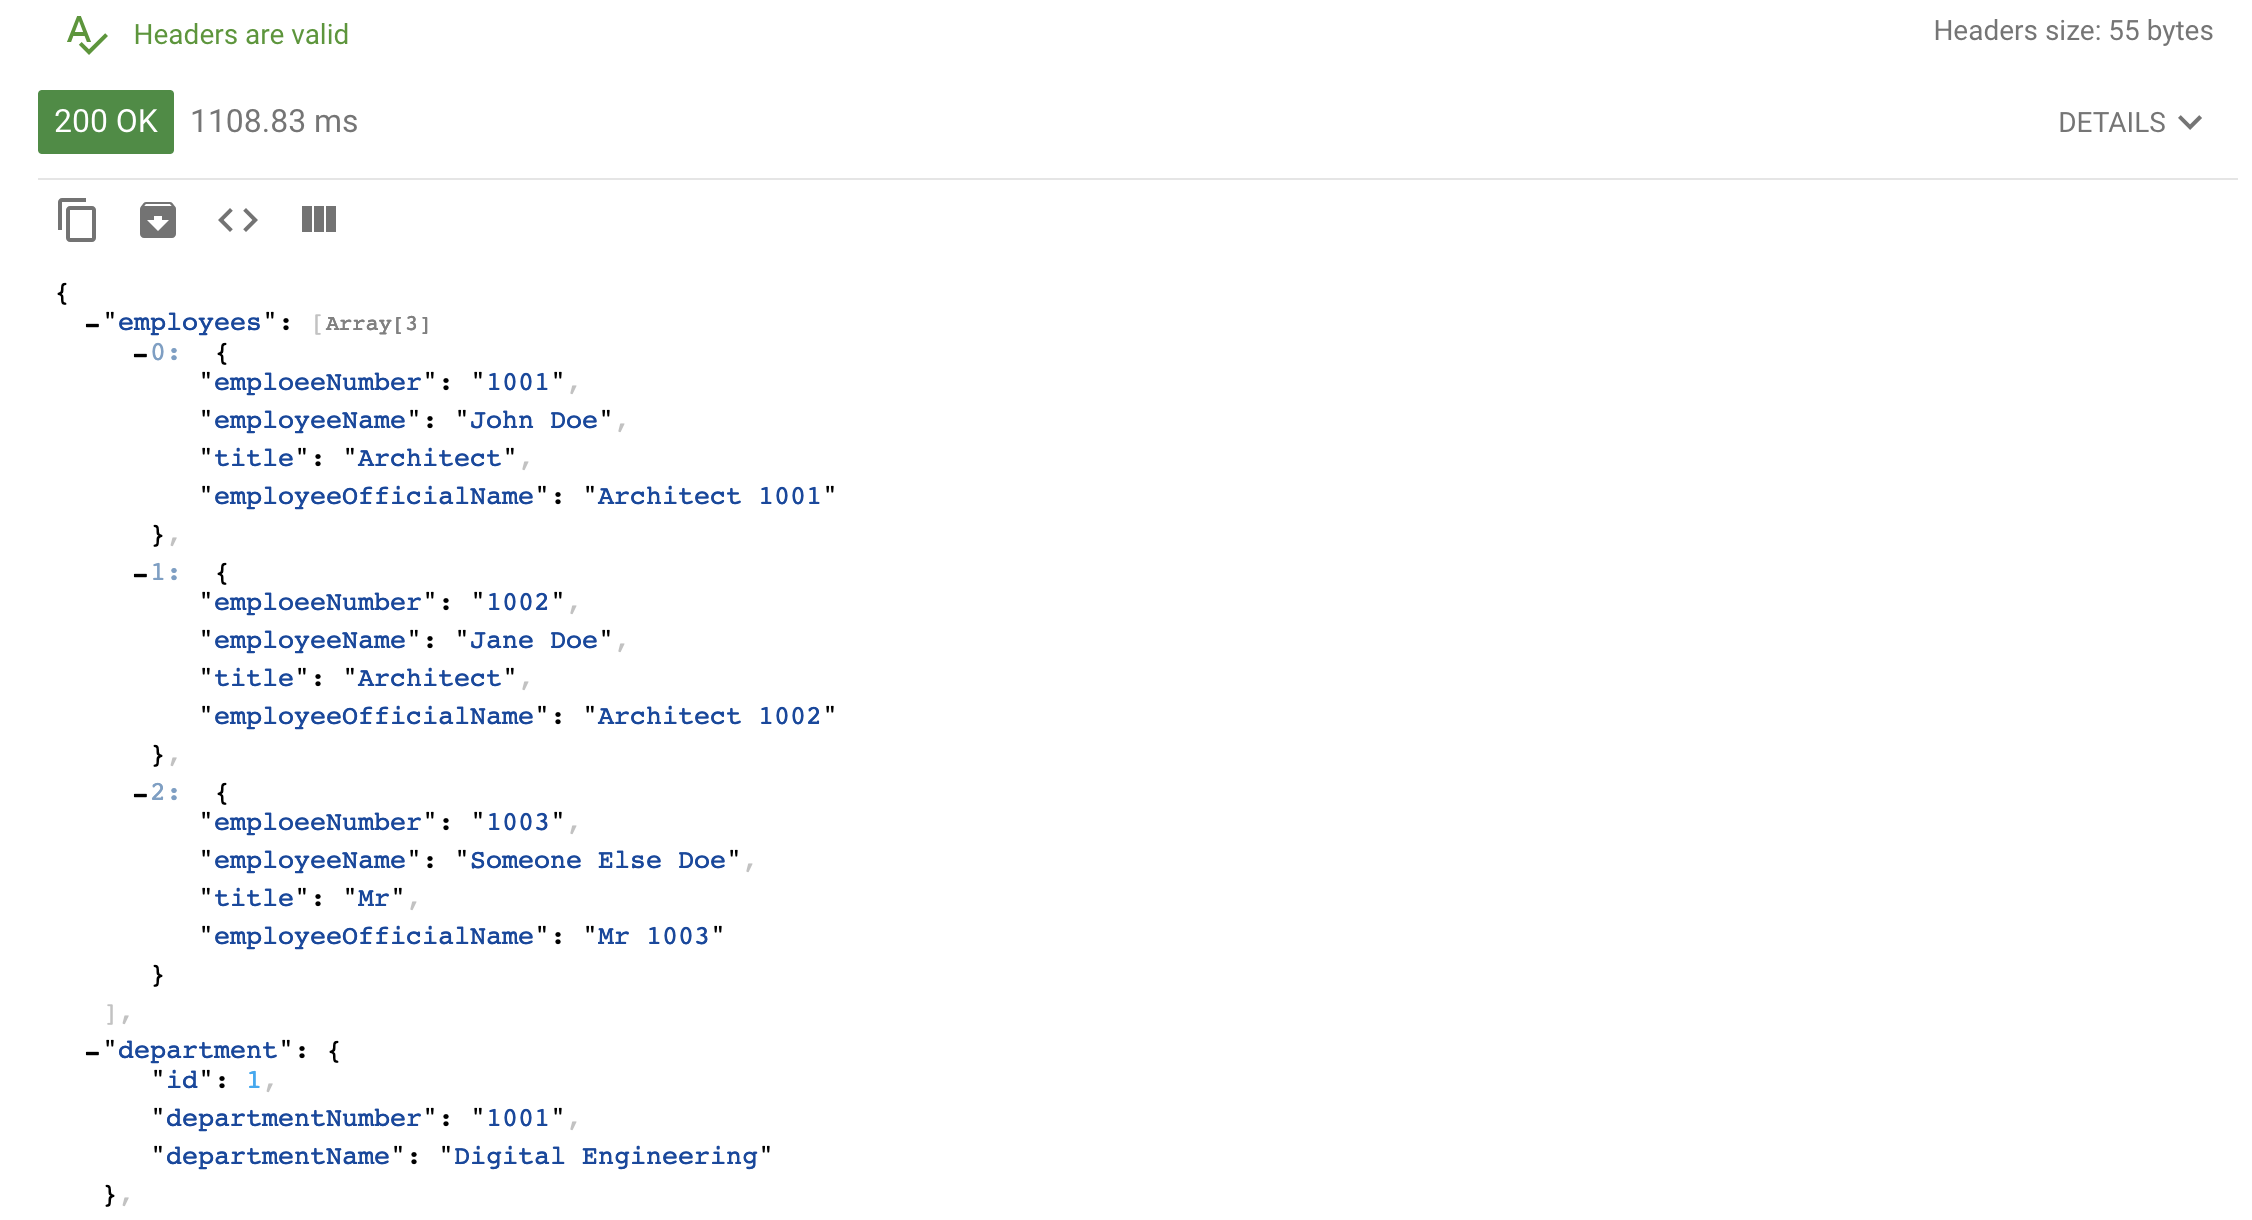 Headers are valid
Headers size: 55 bytes
200 OK 1108.83 ms
DETAILS
{
"employees": [Array[3]
0: {
"emploeeNumber": "1001",
"employeeName": "John Doe",
"title": "Architect",
"employeeOfficialName": "Architect 1001"
},
1: {
"emploeeNumber": "1002",
"employeeName": "Jane Doe",
"title": "Architect",
"employeeOfficialName": "Architect 1002"
},
2: {
"emploeeNumber": "1003",
"employeeName": "Someone Else Doe",
"title": "Mr",
"employeeOfficialName": "Mr 1003"
}
],
"department": {
"id": 1,
"departmentNumber": "1001",
"departmentName": "Digital Engineering"
},